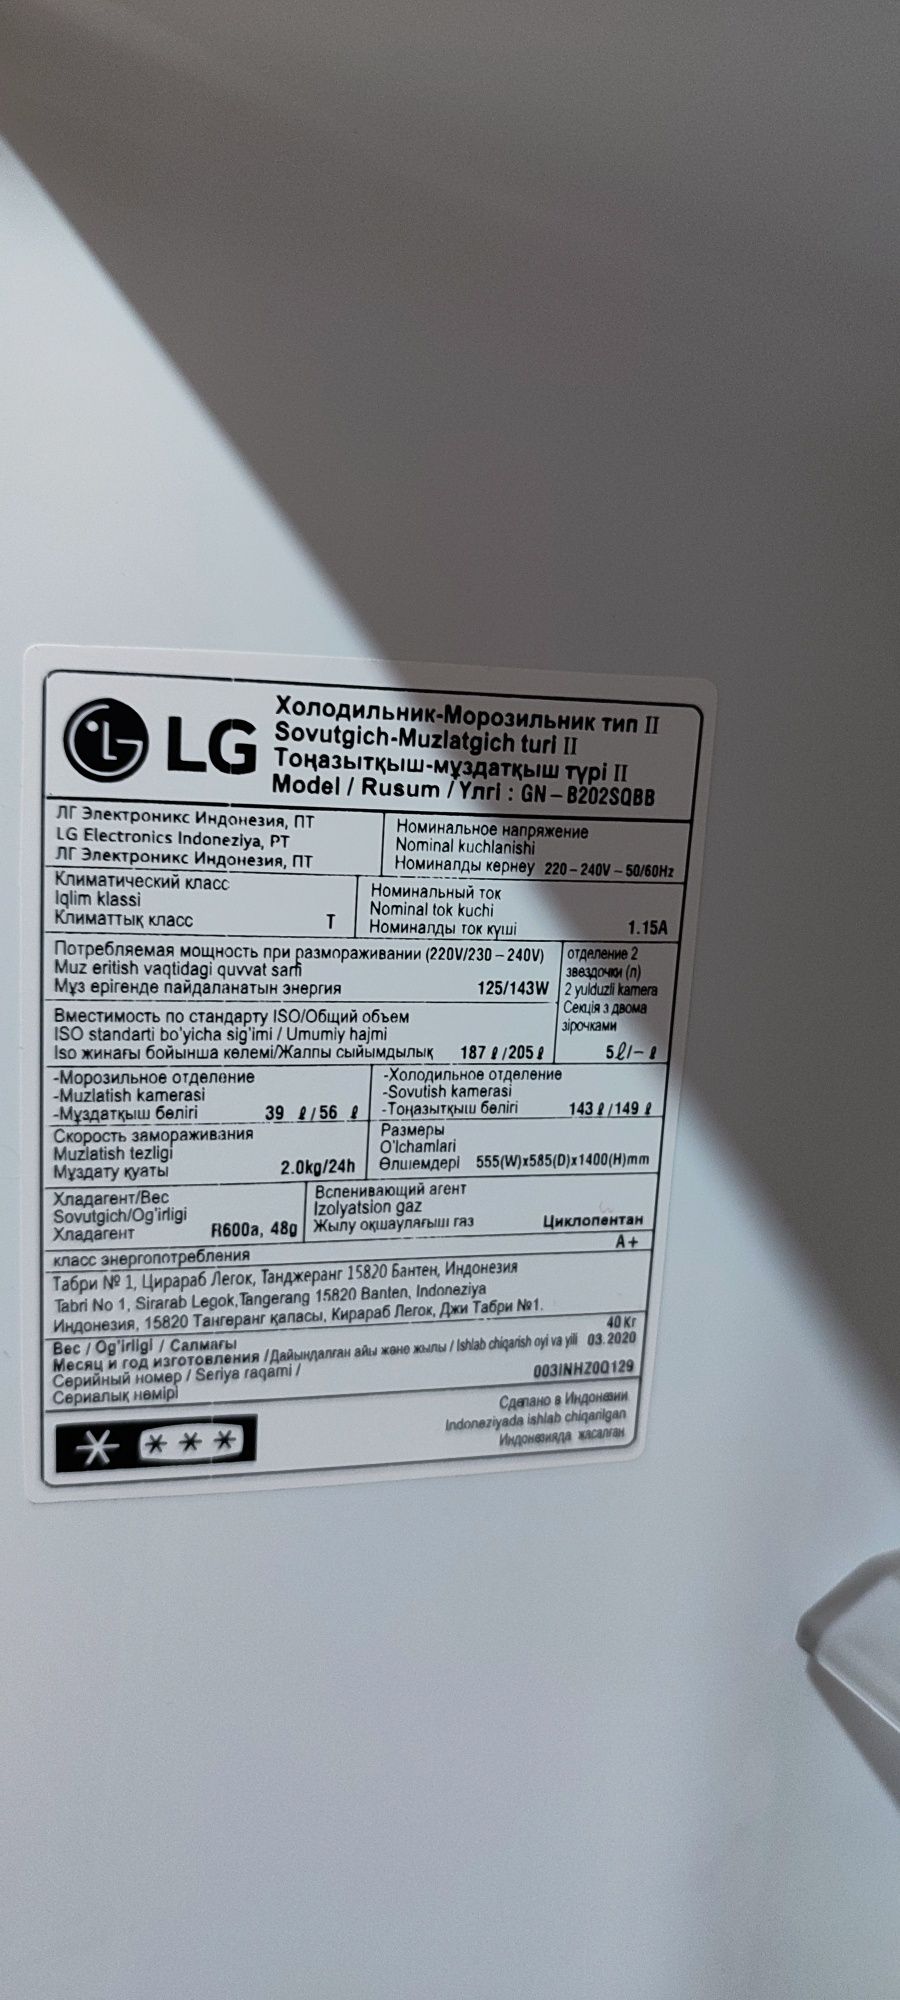 LG
Холодильник-Морозильник тип II
Sovutgich-Muzlatgich turi II
Тоңазытқыш-мұздатқыш түрі II
Model / Rusum / Үлгі : GN – B202SQBB
ЛГ Электроникс Индонезия, ПТ
LG Electronics Indoneziya, PT
ЛГ Электроникс Индонезия, ПТ
Номинальное напряжение
Nominal kuchlanishi
Номиналды кернеу 220 – 240V – 50/60Hz
Климатический класс
Iqlim klassi
Климаттық класс T
Номинальный ток
Nominal tok kuchi
Номиналды ток күші 1.15A
Потребляемая мощность при размораживании (220V/230 – 240V)
Muz eritish vaqtidagi quvvat sarfi
Мұз ерігенде пайдаланатын энергия 125/143W
отделение 2
звездочки (л)
2 yulduzli kamera
Секція з двома
зірочками
5ℓ/– ℓ
Вместимость по стандарту ISO/Общий объем
ISO standarti bo'yicha sig'imi / Umumiy hajmi
Iso жинағы бойынша көлемі/Жалпы сыйымдылық 187 ℓ /205 ℓ
-Морозильное отделение
-Muzlatish kamerasi
-Мұздатқыш бөлігі 39 ℓ / 56 ℓ
-Холодильное отделение
-Sovutish kamerasi
-Тоңазытқыш бөлігі 143 ℓ / 149 ℓ
Скорость замораживания
Muzlatish tezligi
Мұздату қуаты 2.0kg/24h
Размеры
O'lchamlari
Өлшемдері 555(W)x585(D)x1400(H)mm
Хладагент/Вес
Sovutgich/Og'irligi
Хладагент R600a, 48g
Вспенивающий агент
Izolyatsion gaz
Жылу оқшаулағыш газ Циклопентан
класс энергопотребления A+
Табри № 1, Цирараб Легок, Танджеранг 15820 Бантен, Индонезия
Tabri No 1, Sirarab Legok, Tangerang 15820 Banten, Indoneziya
Индонезия, 15820 Тангеранг қаласы, Кирараб Легок, Джи Табри №1.
Вес / Og'irligi / Салмағы 40 Кг
Месяц и год изготовления /Дайындалған айы және жылы / Ishlab chiqarish oyi va yili 03. 2020
Серийный номер / Seriya raqami /
Сериалық нөмірі 003INHZ0Q129
Сделано в Индонезии
Indoneziyada ishlab chiqarilgan
Индонезияда жасалған